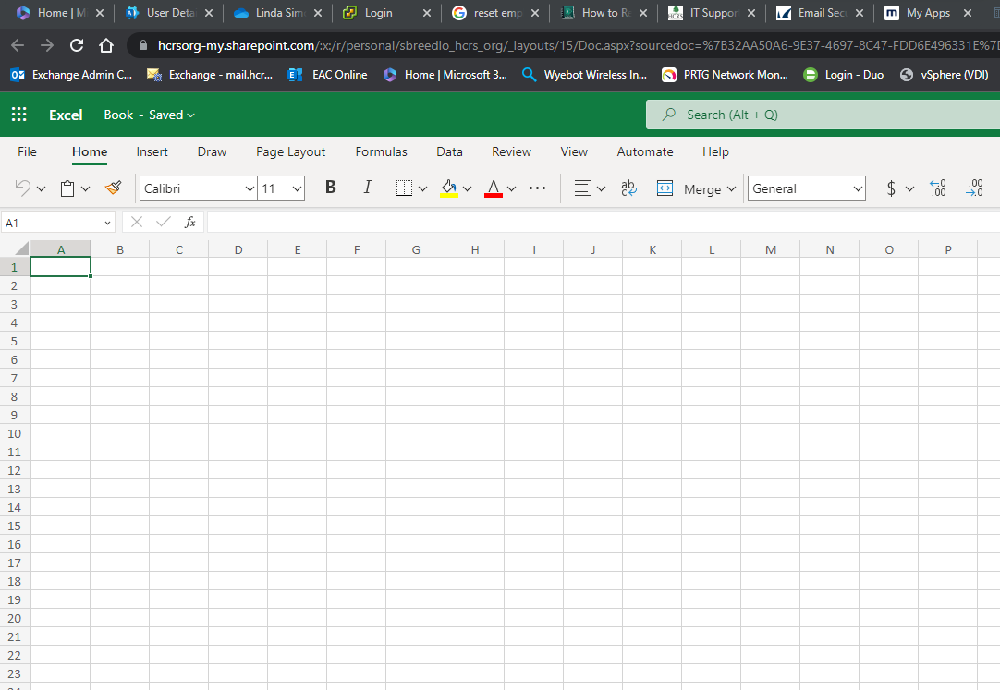 Home | M
User Deta
Linda Sim
Login
reset emp
How to R
IT Suppor
Email Sec
My Apps
hcrsorg-my.sharepoint.com/:x:/r/personal/sbreedlo_hcrs_org/_layouts/15/Doc.aspx?sourcedoc=%7B32AA50A6-9E37-4697-8C47-FDD6E496331E%7D
Exchange Admin C...
Exchange - mail.hcr...
EAC Online
Home | Microsoft 3...
Wyebot Wireless In...
PRTG Network Mon...
Login - Duo
vSphere (VDI)
Excel Book - Saved
Search (Alt + Q)
File Home Insert Draw Page Layout Formulas Data Review View Automate Help
Calibri 11 B I A ab Merge General $ .00 .00
A1 fx
A B C D E F G H I J K L M N O P
1
2
3
4
5
6
7
8
9
10
11
12
13
14
15
16
17
18
19
20
21
22
23